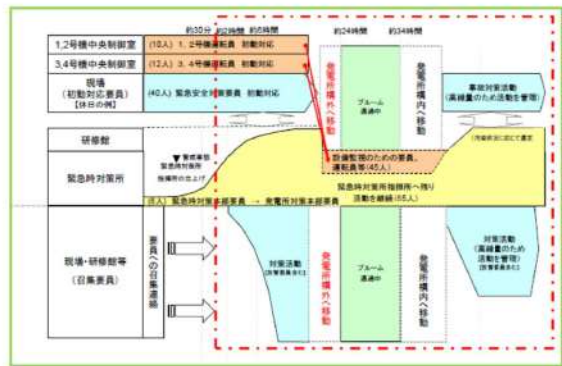 約30分 約2時間 約6時間 約24時間 約34時間
1,2号機中央制御室 (18人) 1, 2号機運転員 初動対応
3,4号機中央制御室 (12人) 3, 4号機運転員 初動対応
現場
(初動対応要員)
【休日の例】
(40人) 緊急安全対策要員 初動対応
発電所構外へ移動
プルーム
通過中
発電所構内へ移動
事故対策活動
(高線量のため活動を管理)
研修館
緊急時対策所
▼警戒事態
緊急時対策所
指揮所の立上げ
設備監視のための要員、
運転員等(45人)
緊急時対策所指揮所へ残り
活動を継続(55人)
緊急時対策本部要員 → 発電所対策本部要員
現場・研修館等
(召集要員)
要員への召集連絡
対策活動
発電所構外へ移動
プルーム
通過中
発電所構内へ移動
対策活動
(高線量のため
活動を管理)